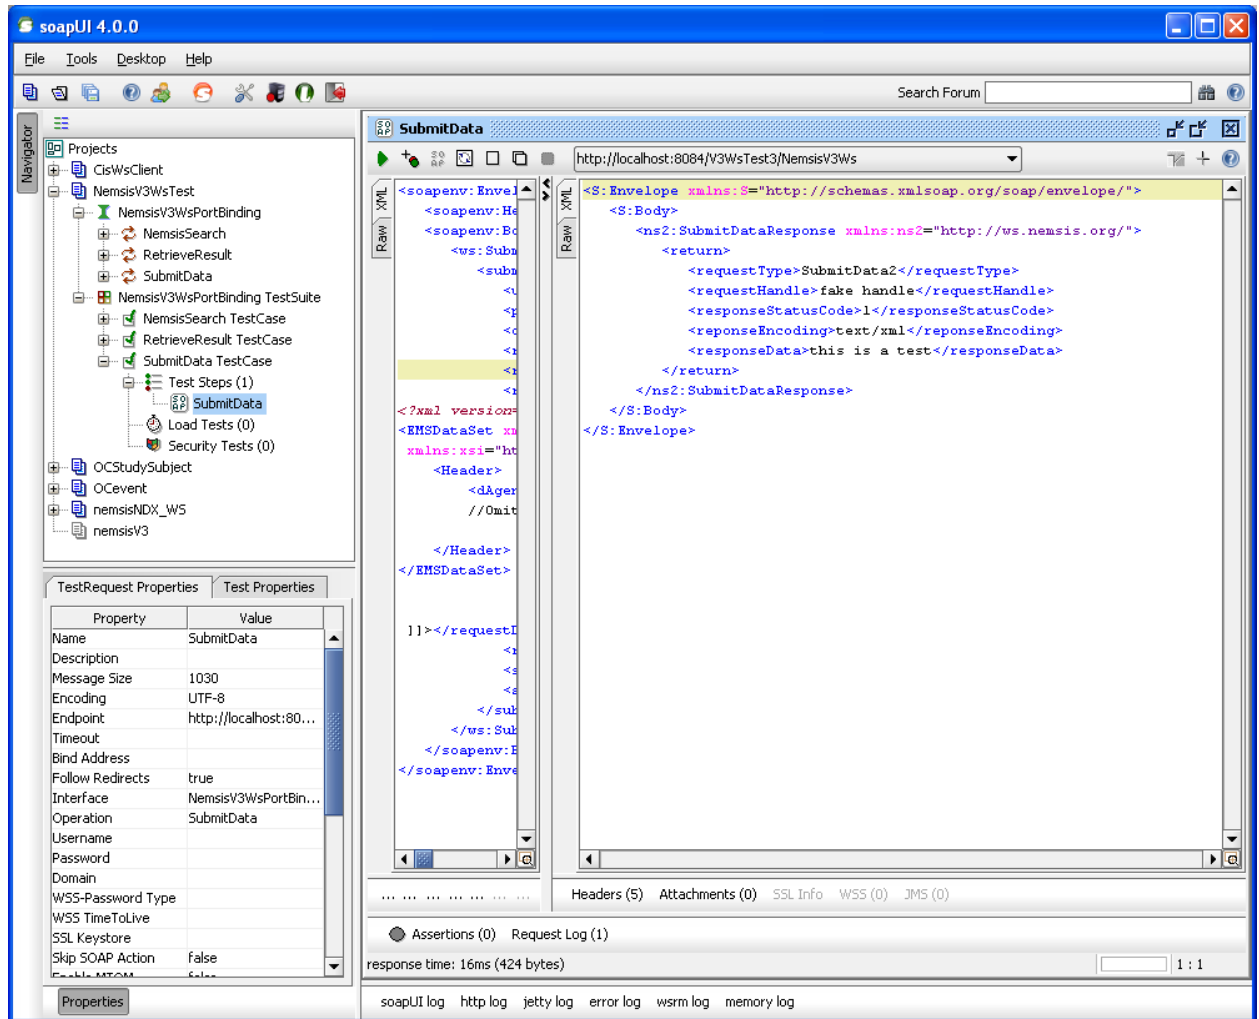 soapUI 4.0.0
File Tools Desktop Help
Search Forum
Navigator
Projects
CisWsClient
NemsisV3WsTest
NemsisV3WsPortBinding
NemsisSearch
RetrieveResult
SubmitData
NemsisV3WsPortBinding TestSuite
NemsisSearch TestCase
RetrieveResult TestCase
SubmitData TestCase
Test Steps (1)
SubmitData
Load Tests (0)
Security Tests (0)
OCStudySubject
OCevent
nemsisNDX_WS
nemsisV3
TestRequest Properties Test Properties
Property Value
Name SubmitData
Description
Message Size 1030
Encoding UTF-8
Endpoint http://localhost:80...
Timeout
Bind Address
Follow Redirects true
Interface NemsisV3WsPortBin...
Operation SubmitData
Username
Password
Domain
WSS-Password Type
WSS TimeToLive
SSL Keystore
Skip SOAP Action false
Enable MTOM false
Properties
SubmitData
http://localhost:8084/V3WsTest3/NemsisV3Ws
XML
Raw
<soapenv:Envel
<soapenv:He
<soapenv:Bo
<ws:Subm
<subm
<u
<p
<o
<r
<r
<r
<?xml version=
<EMSDataSet xm
xmlns:xsi="ht
<Header>
<dAgen
//Omit
</Header>
</EMSDataSet>
]]></requestD
<r
<s
<a
</sub
</ws:Sub
</soapenv:B
</soapenv:Enve
XML
Raw
<S:Envelope xmlns:S="http://schemas.xmlsoap.org/soap/envelope/">
<S:Body>
<ns2:SubmitDataResponse xmlns:ns2="http://ws.nemsis.org/">
<return>
<requestType>SubmitData2</requestType>
<requestHandle>fake handle</requestHandle>
<responseStatusCode>1</responseStatusCode>
<reponseEncoding>text/xml</reponseEncoding>
<responseData>this is a test</responseData>
</return>
</ns2:SubmitDataResponse>
</S:Body>
</S:Envelope>
... ... ... ... ... ... ...
Headers (5) Attachments (0) SSL Info WSS (0) JMS (0)
Assertions (0) Request Log (1)
response time: 16ms (424 bytes)
1 : 1
soapUI log http log jetty log error log wsrm log memory log